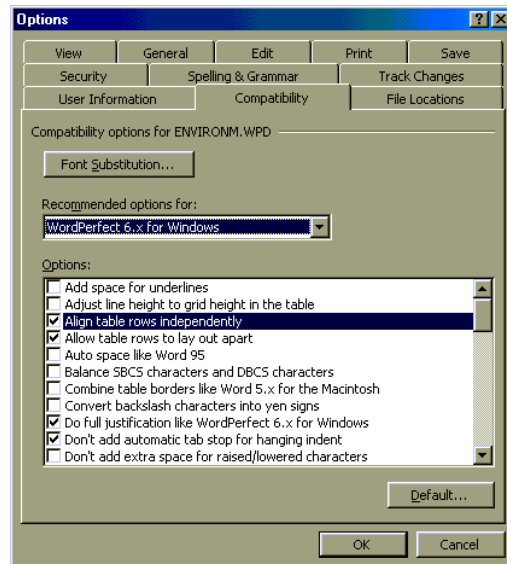 Options
View General Edit Print Save
Security Spelling & Grammar Track Changes
User Information Compatibility File Locations
Compatibility options for ENVIRONM.WPD
Font Substitution...
Recommended options for:
WordPerfect 6.x for Windows
Options:
Add space for underlines
Adjust line height to grid height in the table
Align table rows independently
Allow table rows to lay out apart
Auto space like Word 95
Balance SBCS characters and DBCS characters
Combine table borders like Word 5.x for the Macintosh
Convert backslash characters into yen signs
Do full justification like WordPerfect 6.x for Windows
Don't add automatic tab stop for hanging indent
Don't add extra space for raised/lowered characters
Default...
OK Cancel